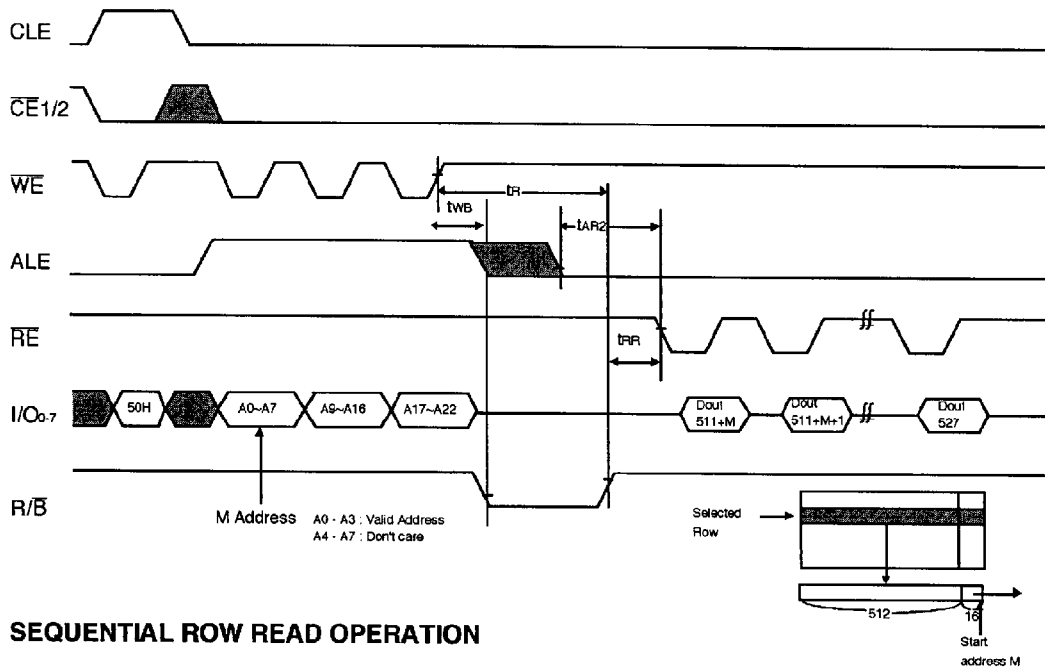 CLE
CE1/2
WE
tR
tWB
tAR2
ALE
RE
tRR
I/O0-7
50H
A0~A7
A9~A16
A17~A22
Dout
511+M
Dout
511+M+1
Dout
527
R/B
M Address
A0 - A3 : Valid Address
A4 - A7 : Don't care
Selected
Row
512
16
Start
address M
SEQUENTIAL ROW READ OPERATION